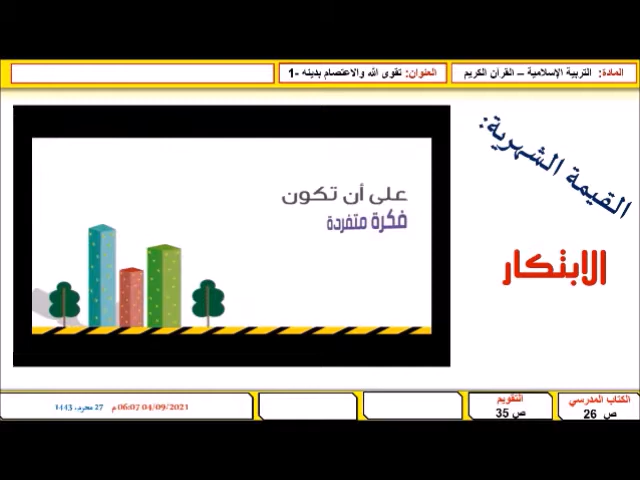 المادة: التربية الإسلامية – القرآن الكريم
العنوان: تقوى الله والاعتصام بدينه -1
القيمة الشهرية:
الابتكار
على أن تكون
فكرة متفردة
الكتاب المدرسي
ص 26
التقويم
ص 35
04/09/2021 06:07 م
27 محرم، 1443